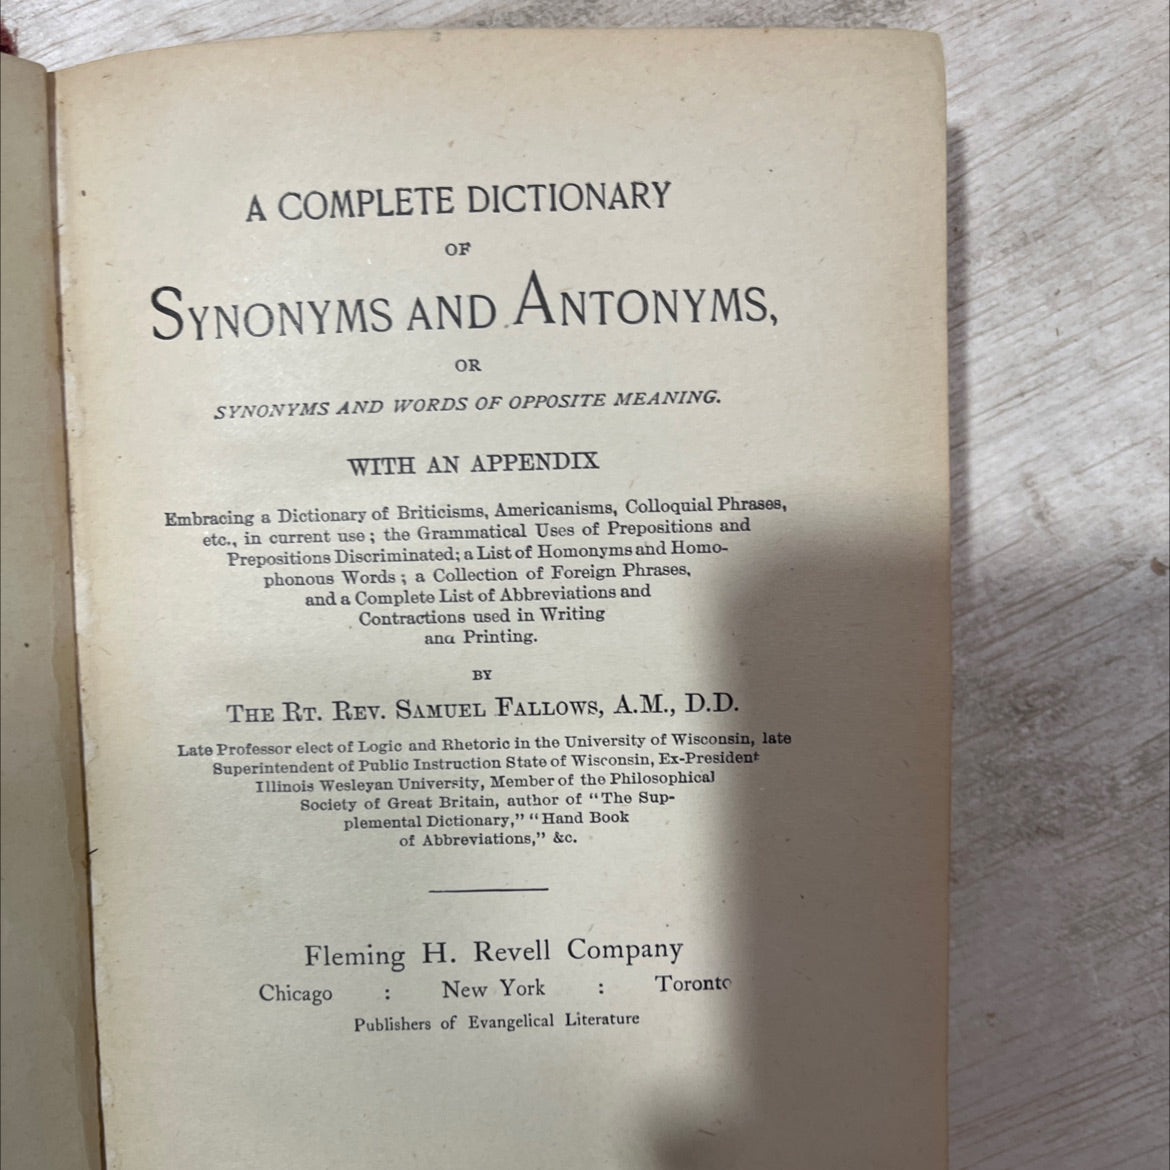 A COMPLETE DICTIONARY
OF
SYNONYMS AND ANTONYMS,
OR
SYNONYMS AND WORDS OF OPPOSITE MEANING.
WITH AN APPENDIX
Embracing a Dictionary of Briticisms, Americanisms, Colloquial Phrases,
etc., in current use; the Grammatical Uses of Prepositions and
Prepositions Discriminated; a List of Homonyms and Homo-
phonous Words; a Collection of Foreign Phrases,
and a Complete List of Abbreviations and
Contractions used in Writing
and Printing.
BY
THE RT. REV. SAMUEL FALLOWS, A.M., D.D.
Late Professor elect of Logic and Rhetoric in the University of Wisconsin, late
Superintendent of Public Instruction State of Wisconsin, Ex-President
Illinois Wesleyan University, Member of the Philosophical
Society of Great Britain, author of "The Sup-
plemental Dictionary," "Hand Book
of Abbreviations," &c.
Fleming H. Revell Company
Chicago : New York : Toronto
Publishers of Evangelical Literature